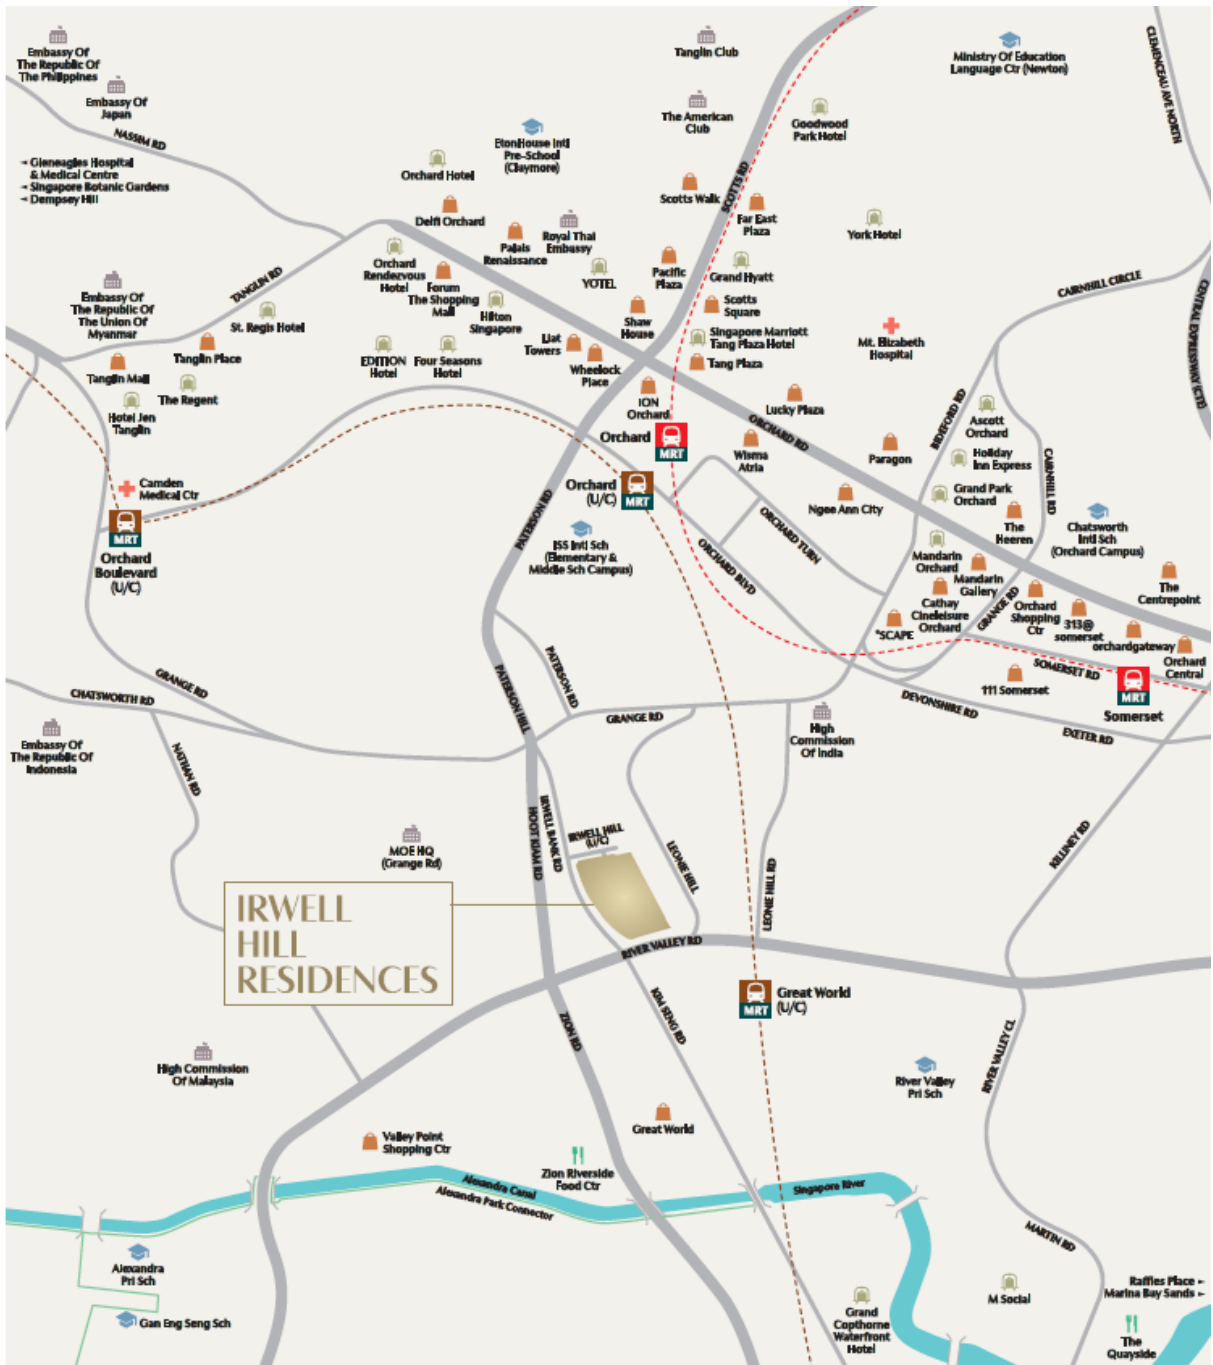 Embassy Of
The Republic Of
The Philippines
Embassy Of
Japan
NASSIM RD
Gleneagles Hospital
& Medical Centre
Singapore Botanic Gardens
Dempsey Hill
Tanglin Club
The American
Club
Ministry Of Education
Language Ctr (Newton)
CLEMENCEAU AVE NORTH
Goodwood
Park Hotel
EtonHouse Intl
Pre-School
(Claymore)
Orchard Hotel
Delfi Orchard
Scotts Walk
SCOTTS RD
Far East
Plaza
York Hotel
Palais
Renaissance
Royal Thai
Embassy
YOTEL
Pacific
Plaza
Grand Hyatt
CAIRNHILL CIRCLE
CENTRAL EXPRESSWAY (CTE)
Orchard
Rendezvous
Hotel
Forum
The Shopping
Mall
Hilton
Singapore
TANGLIN RD
Embassy Of
The Republic Of
The Union Of
Myanmar
St. Regis Hotel
Shaw
House
Scotts
Square
Singapore Marriott
Tang Plaza Hotel
Mt. Elizabeth
Hospital
Tanglin Place
Tanglin Mall
The Regent
Hotel Jen
Tanglin
EDITION
Hotel
Four Seasons
Hotel
Liat
Towers
Wheelock
Place
Tang Plaza
ION
Orchard
Lucky Plaza
ORCHARD RD
BIDEFORD RD
Ascott
Orchard
Orchard
MRT
Wisma
Atria
Paragon
Holiday
Inn Express
CAIRNHILL RD
Camden
Medical Ctr
Orchard
(U/C)
MRT
Ngee Ann City
Grand Park
Orchard
The
Heeren
Chatsworth
Intl Sch
(Orchard Campus)
MRT
Orchard
Boulevard
(U/C)
PATERSON RD
ISS Intl Sch
(Elementary &
Middle Sch Campus)
ORCHARD TURN
ORCHARD BLVD
Mandarin
Orchard
Mandarin
Gallery
Cathay
Cineleisure
Orchard
*SCAPE
GRANGE RD
Orchard
Shopping
Ctr
313@
somerset
The
Centrepoint
orchardgateway
Orchard
Central
SOMERSET RD
MRT
Somerset
111 Somerset
DEVONSHIRE RD
EXETER RD
GRANGE RD
CHATSWORTH RD
PATERSON RD
PATERSON HILL
GRANGE RD
High
Commission
Of India
Embassy Of
The Republic Of
Indonesia
NATHAN RD
MOE HQ
(Grange Rd)
IRWELL BANK RD
HOOT KIAM RD
IRWELL HILL
(U/C)
LEONIE HILL
LEONIE HILL RD
KILLINEY RD
IRWELL
HILL
RESIDENCES
RIVER VALLEY RD
ZION RD
KIM SENG RD
MRT
Great World
(U/C)
RIVER VALLEY CL
High Commission
Of Malaysia
River Valley
Pri Sch
Great World
Valley Point
Shopping Ctr
Zion Riverside
Food Ctr
Alexandra Canal
Alexandra Park Connector
Singapore River
MARTIN RD
Alexandra
Pri Sch
Gan Eng Seng Sch
Grand
Copthorne
Waterfront
Hotel
M Social
Raffles Place
Marina Bay Sands
The
Quayside